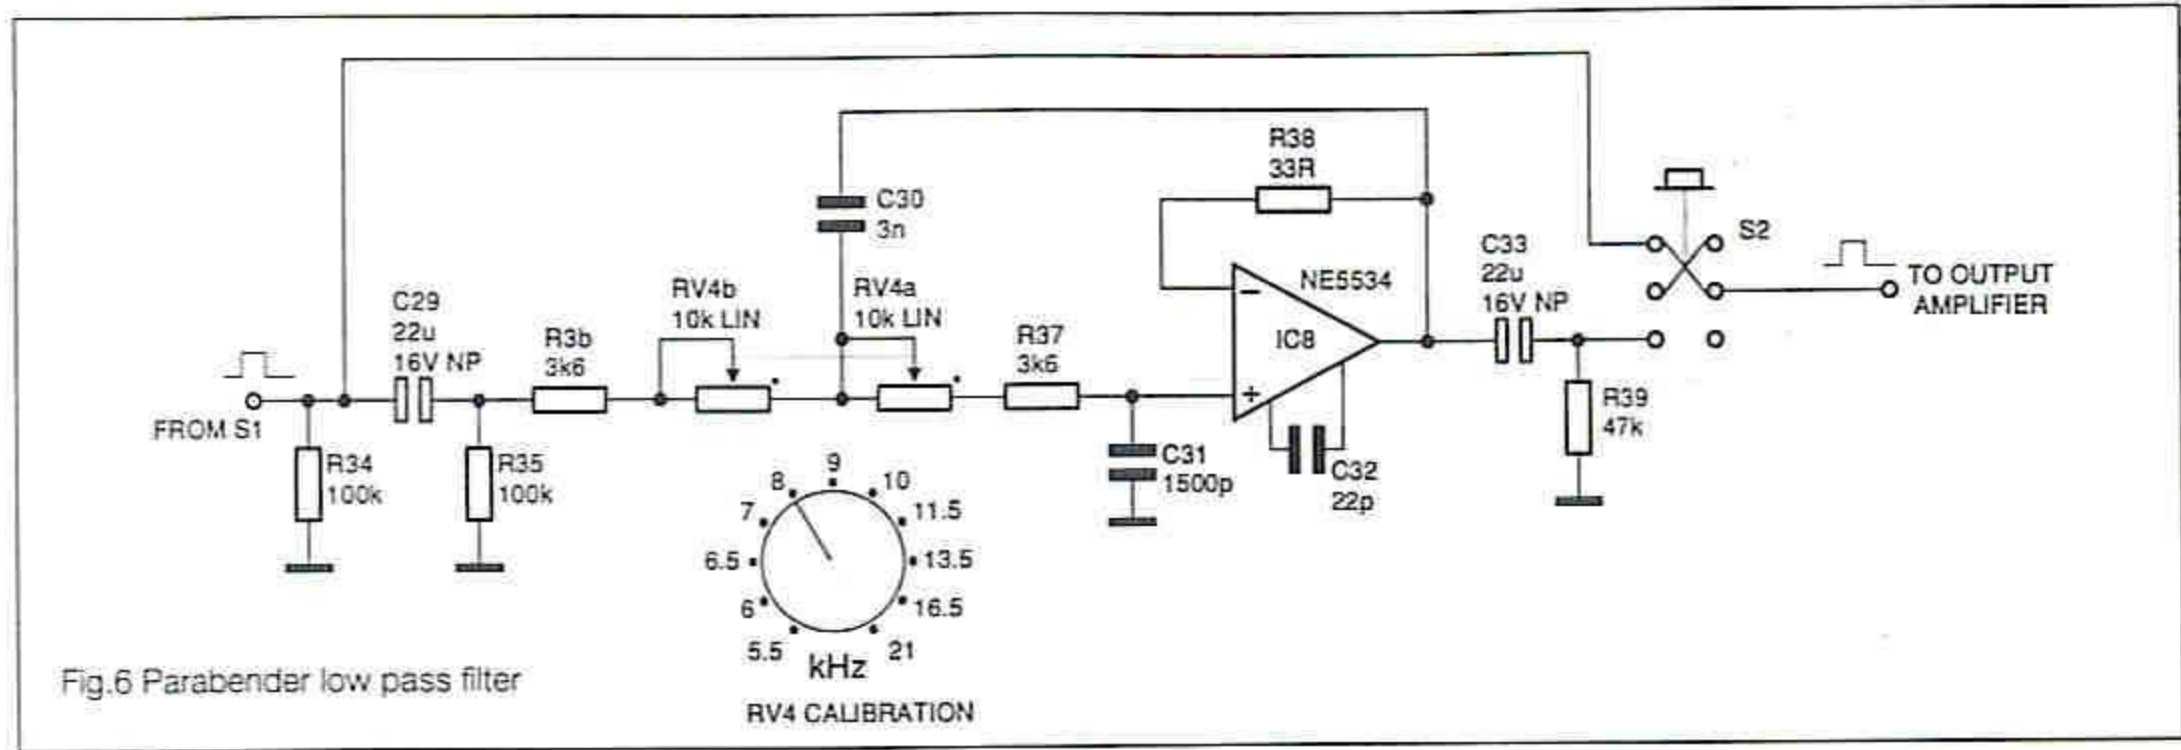 R38
33R
C30
3n
S2
C33
22u
16V NP
NE5534
TO OUTPUT
AMPLIFIER
RV4b
10k LIN
RV4a
10k LIN
C29
22u
16V NP
R3b
3k6
R37
3k6
−
IC8
+
FROM S1
R34
100k
R35
100k
C31
1500p
C32
22p
R39
47k
5.5
6
6.5
7
8
9
10
11.5
13.5
16.5
21
kHz
RV4 CALIBRATION
Fig.6 Parabender low pass filter